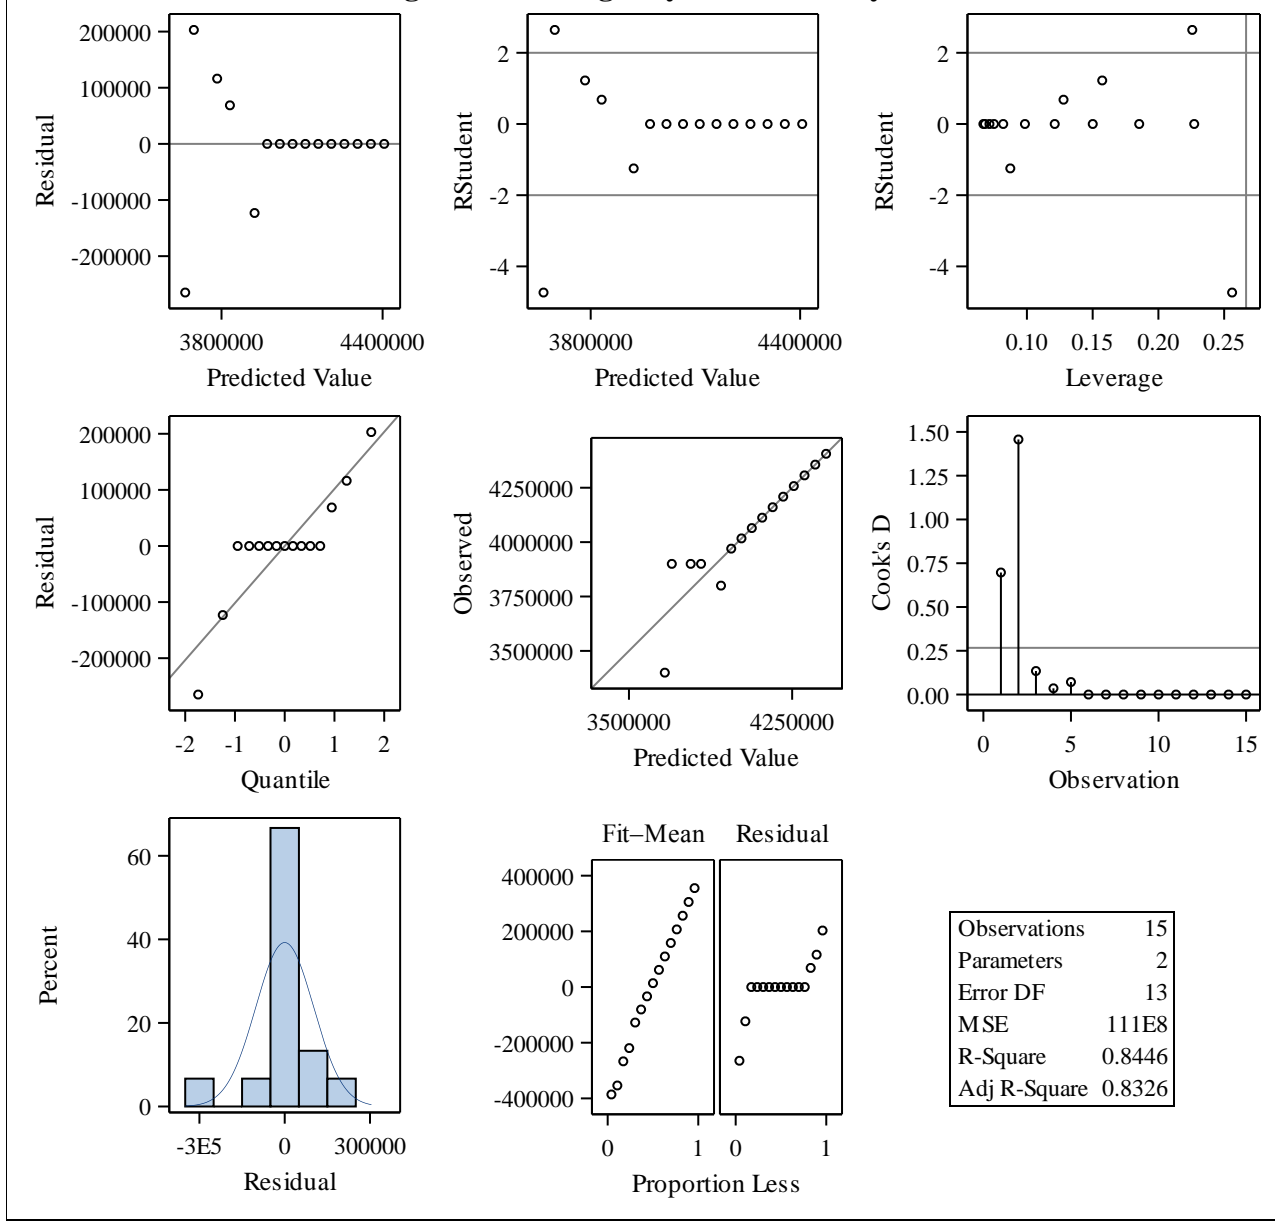 200000
100000
0
-100000
-200000
Residual
3800000 4400000
Predicted Value
2
0
-2
-4
RStudent
3800000 4400000
Predicted Value
2
0
-2
-4
RStudent
0.10 0.15 0.20 0.25
Leverage
200000
100000
0
-100000
-200000
Residual
-2 -1 0 1 2
Quantile
4250000
4000000
3750000
3500000
Observed
3500000 4250000
Predicted Value
1.50
1.25
1.00
0.75
0.50
0.25
0.00
Cook's D
0 5 10 15
Observation
60
40
20
0
Percent
-3E5 0 300000
Residual
Fit–Mean Residual
400000
200000
0
-200000
-400000
0 1 0 1
Proportion Less
Observations 15
Parameters 2
Error DF 13
MSE 111E8
R-Square 0.8446
Adj R-Square 0.8326